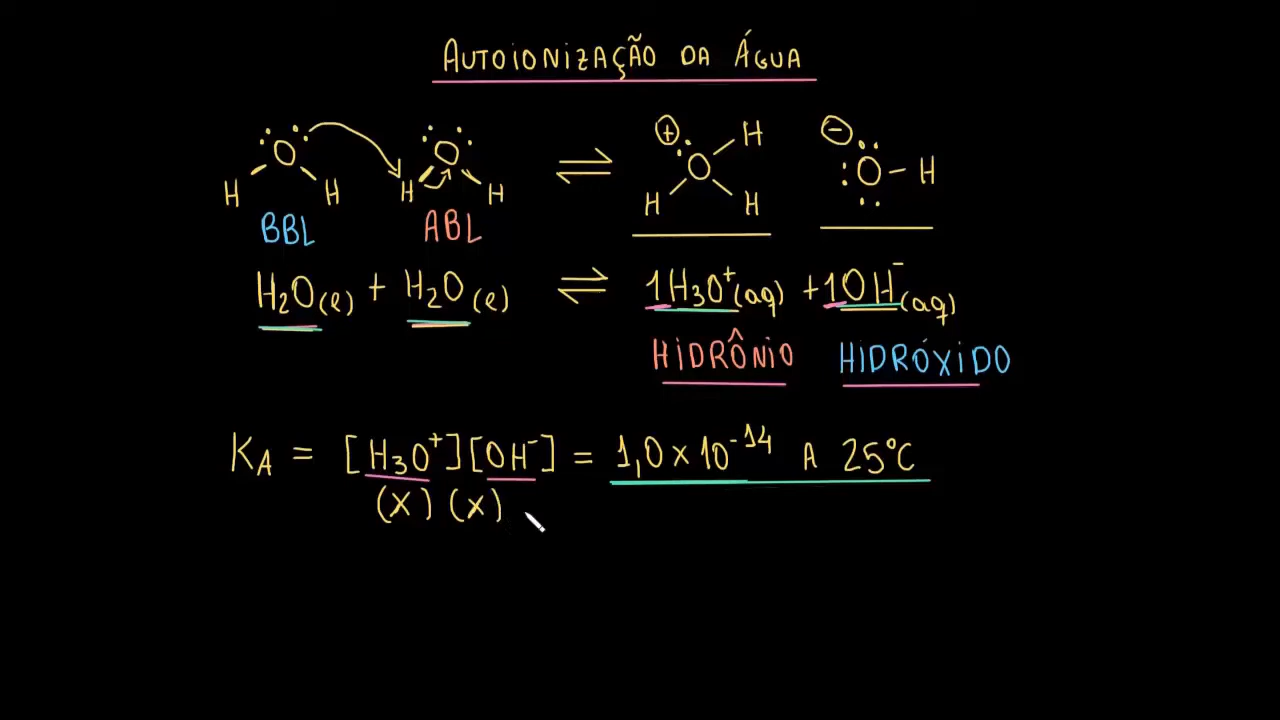 AUTOIONIZAÇÃO DA ÁGUA
H O H H O H ⇌ ⊕ H O H H ⊖ O H
BBL ABL
H₂O(l) + H₂O(l) ⇌ 1H₃O⁺(aq) + 1OH⁻(aq)
HIDRÔNIO HIDRÓXIDO
KA = [H₃O⁺][OH⁻] = 1,0 × 10⁻¹⁴ A 25°C
(X) (X)